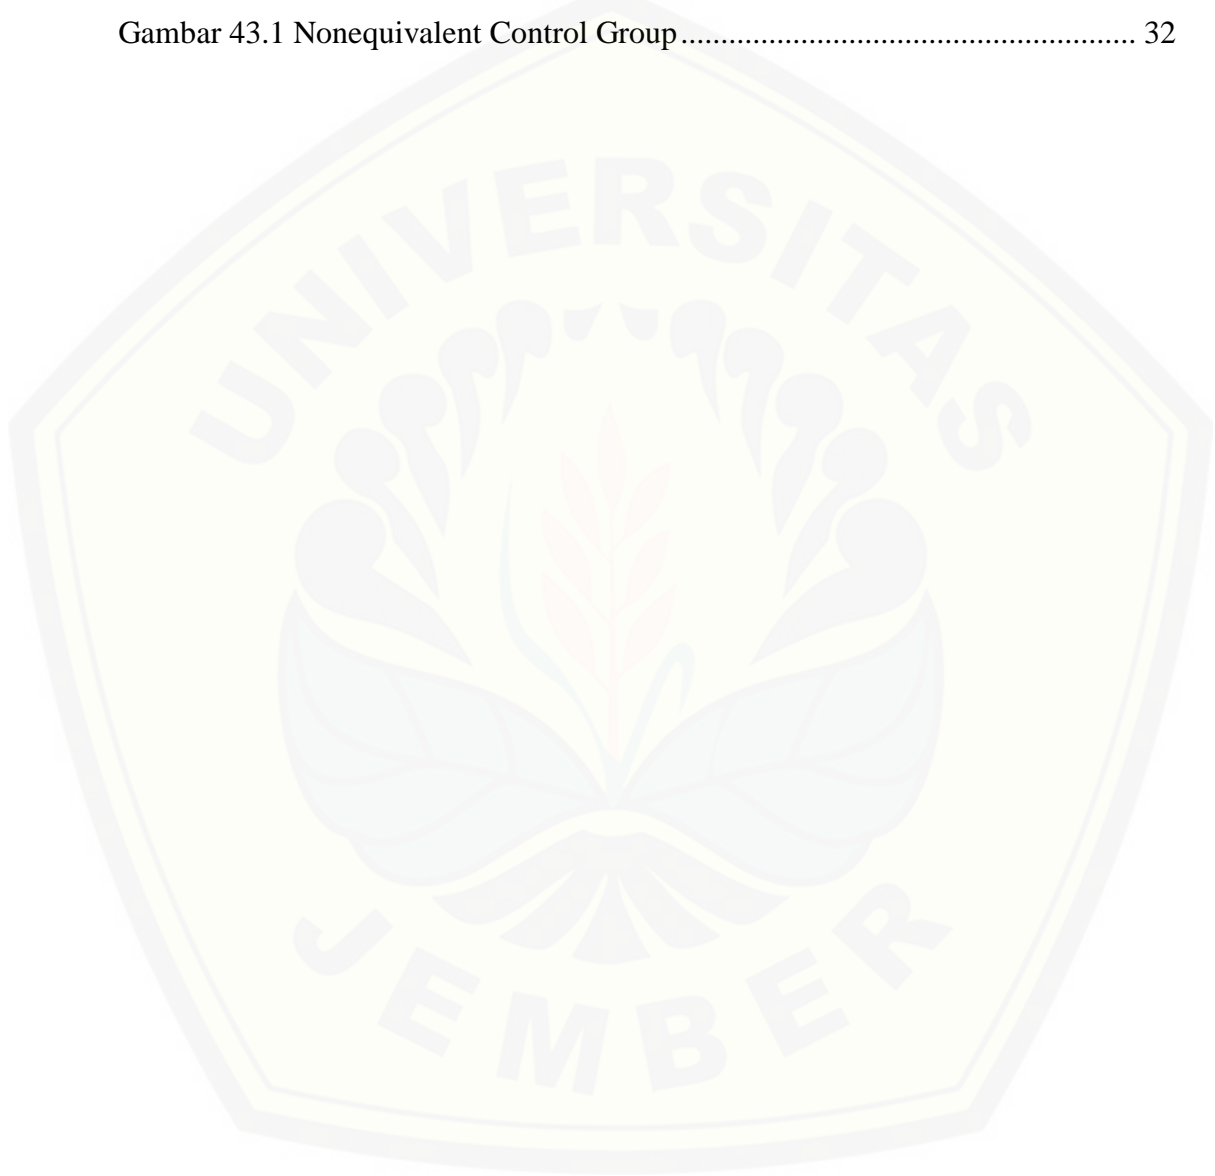 Gambar 43.1 Nonequivalent Control Group......................................................... 32
UNIVERSITAS
JEMBER